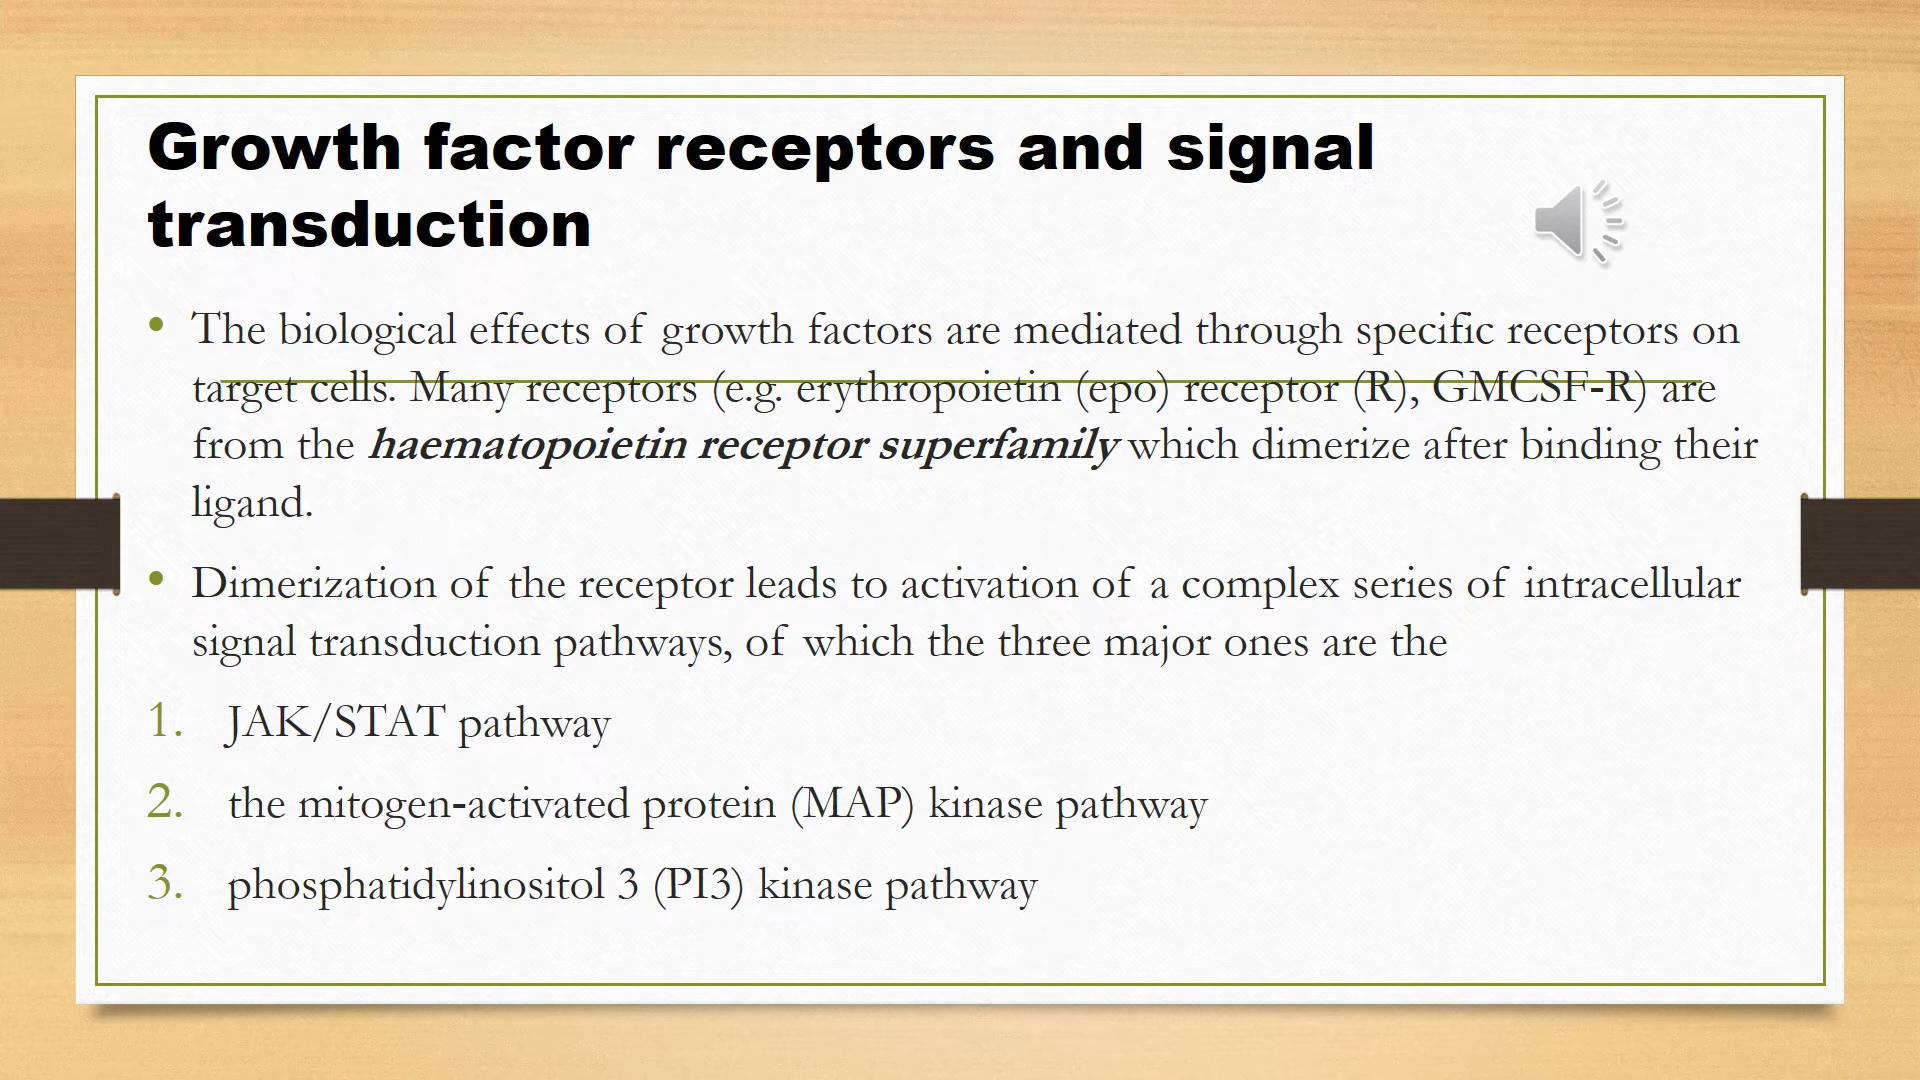 Growth factor receptors and signal
transduction
• The biological effects of growth factors are mediated through specific receptors on
target cells. Many receptors (e.g. erythropoietin (epo) receptor (R), GMCSF-R) are
from the haematopoietin receptor superfamily which dimerize after binding their
ligand.
• Dimerization of the receptor leads to activation of a complex series of intracellular
signal transduction pathways, of which the three major ones are the
1. JAK/STAT pathway
2. the mitogen-activated protein (MAP) kinase pathway
3. phosphatidylinositol 3 (PI3) kinase pathway